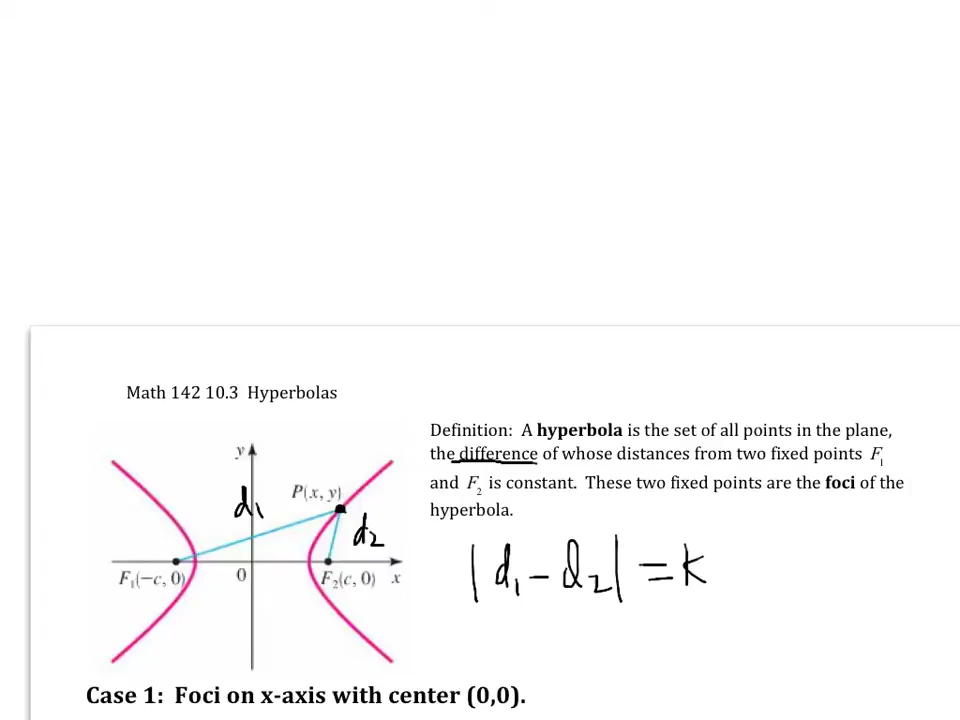 Math 142 10.3  Hyperbolas
Definition:  A hyperbola is the set of all points in the plane,
the difference of whose distances from two fixed points F₁
and F₂ is constant.  These two fixed points are the foci of the
hyperbola.
y
P(x, y)
d₁
d₂
F₁(−c, 0)
0
F₂(c, 0)
x
|d₁ − d₂| = k
Case 1:  Foci on x-axis with center (0,0).